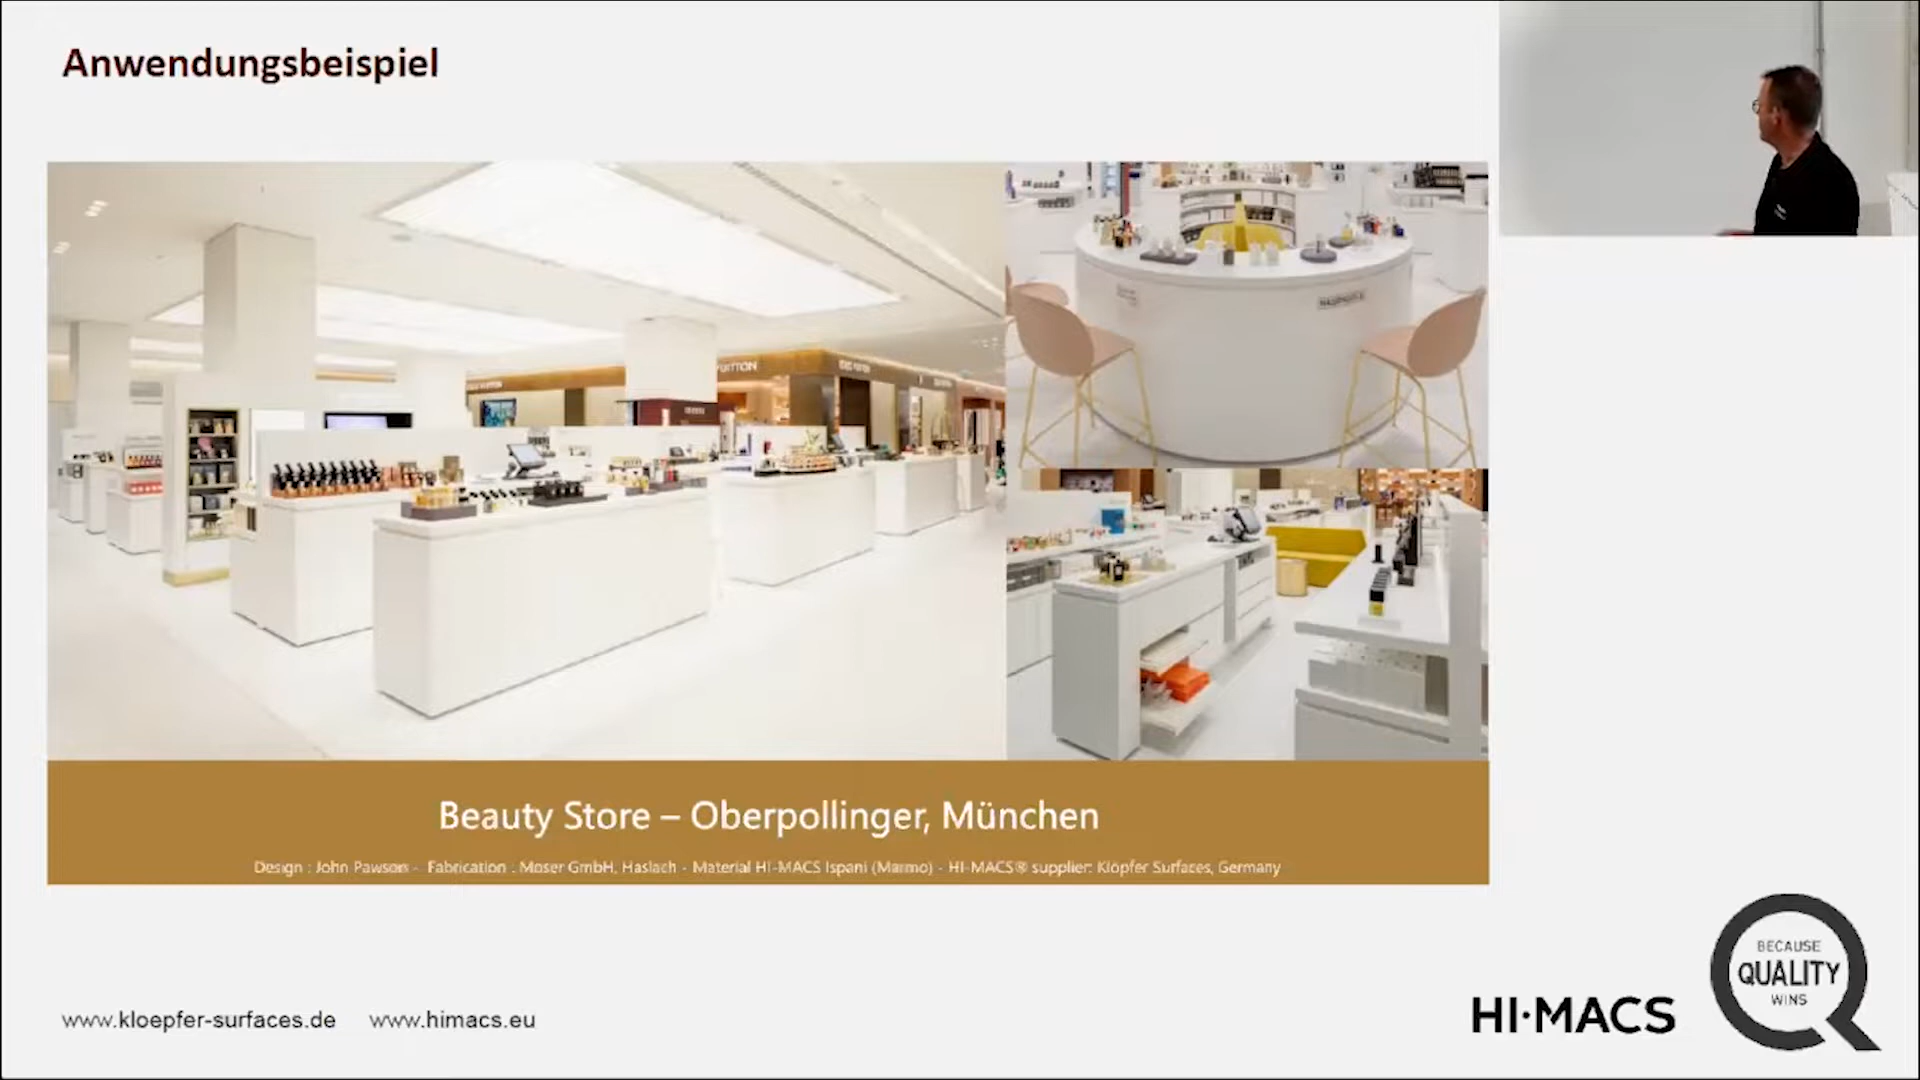 Anwendungsbeispiel
Beauty Store – Oberpollinger, München
Design : John Pawson - Fabrication : Moser GmbH, Haslach - Material HI-MACS Ispani (Marmo) - HI-MACS® supplier: Klöpfer Surfaces, Germany
www.kloepfer-surfaces.de www.himacs.eu
HI·MACS
BECAUSE
QUALITY
WINS